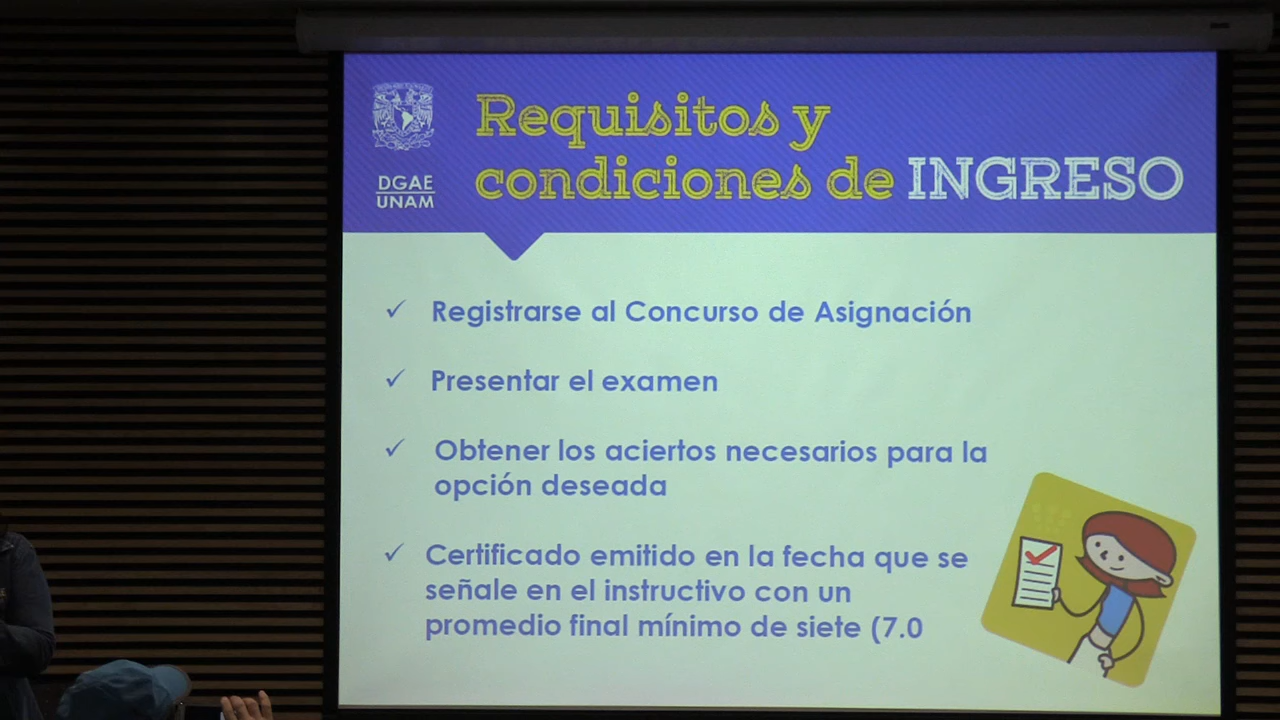 DGAE
UNAM
Requisitos y
condiciones de INGRESO
Registrarse al Concurso de Asignación
Presentar el examen
Obtener los aciertos necesarios para la
opción deseada
Certificado emitido en la fecha que se
señale en el instructivo con un
promedio final mínimo de siete (7.0